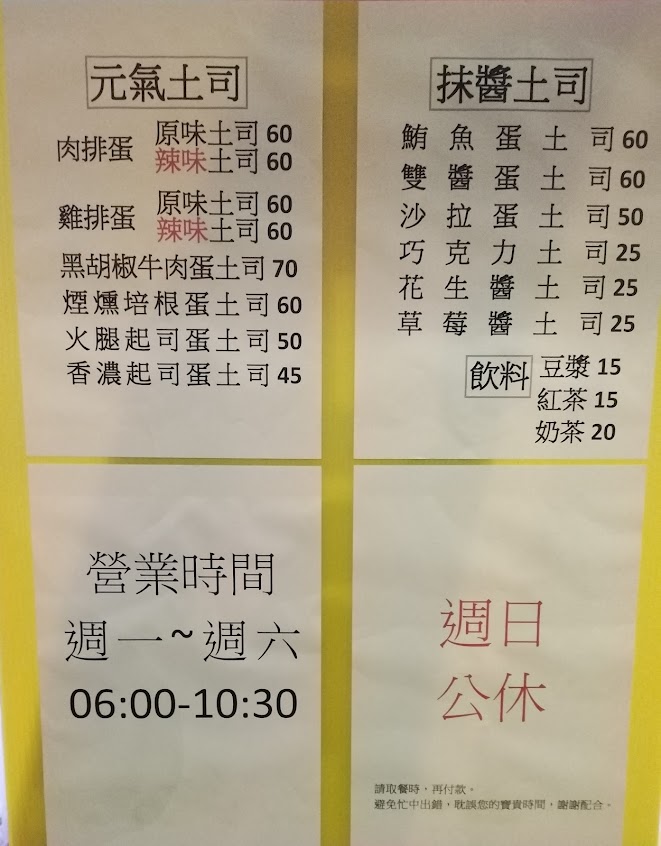 元氣土司
肉排蛋
原味土司 60
辣味土司 60
雞排蛋
原味土司 60
辣味土司 60
黑胡椒牛肉蛋土司 70
煙燻培根蛋土司 60
火腿起司蛋土司 50
香濃起司蛋土司 45
抹醬土司
鮪魚蛋土司 60
雙醬蛋土司 60
沙拉蛋土司 50
巧克力土司 25
花生醬土司 25
草莓醬土司 25
飲料
豆漿 15
紅茶 15
奶茶 20
營業時間
週一~週六
06:00-10:30
週日
公休
請取餐時，再付款。
避免忙中出錯，耽誤您的寶貴時間，謝謝配合。